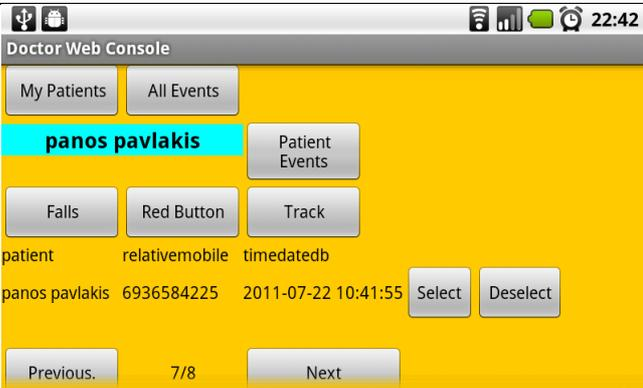 22:42
Doctor Web Console
My Patients All Events
panos pavlakis Patient Events
Falls Red Button Track
patient relativemobile timedatedb
panos pavlakis 6936584225 2011-07-22 10:41:55 Select Deselect
Previous. 7/8 Next